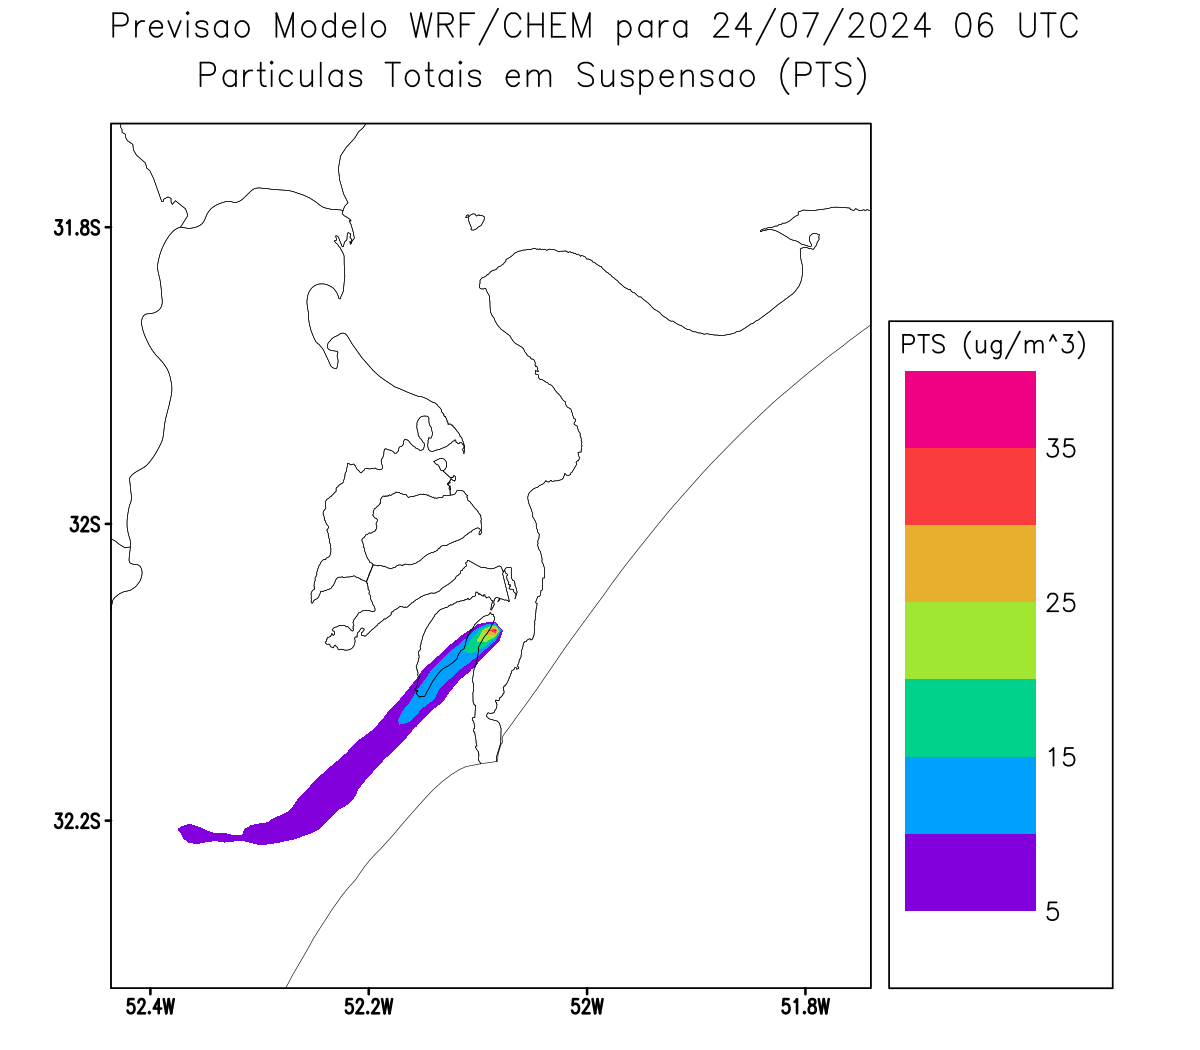 Previsao Modelo WRF/CHEM para 24/07/2024 06 UTC
Particulas Totais em Suspensao (PTS)
31.8S
32S
32.2S
52.4W
52.2W
52W
51.8W
PTS (ug/m^3)
35
25
15
5